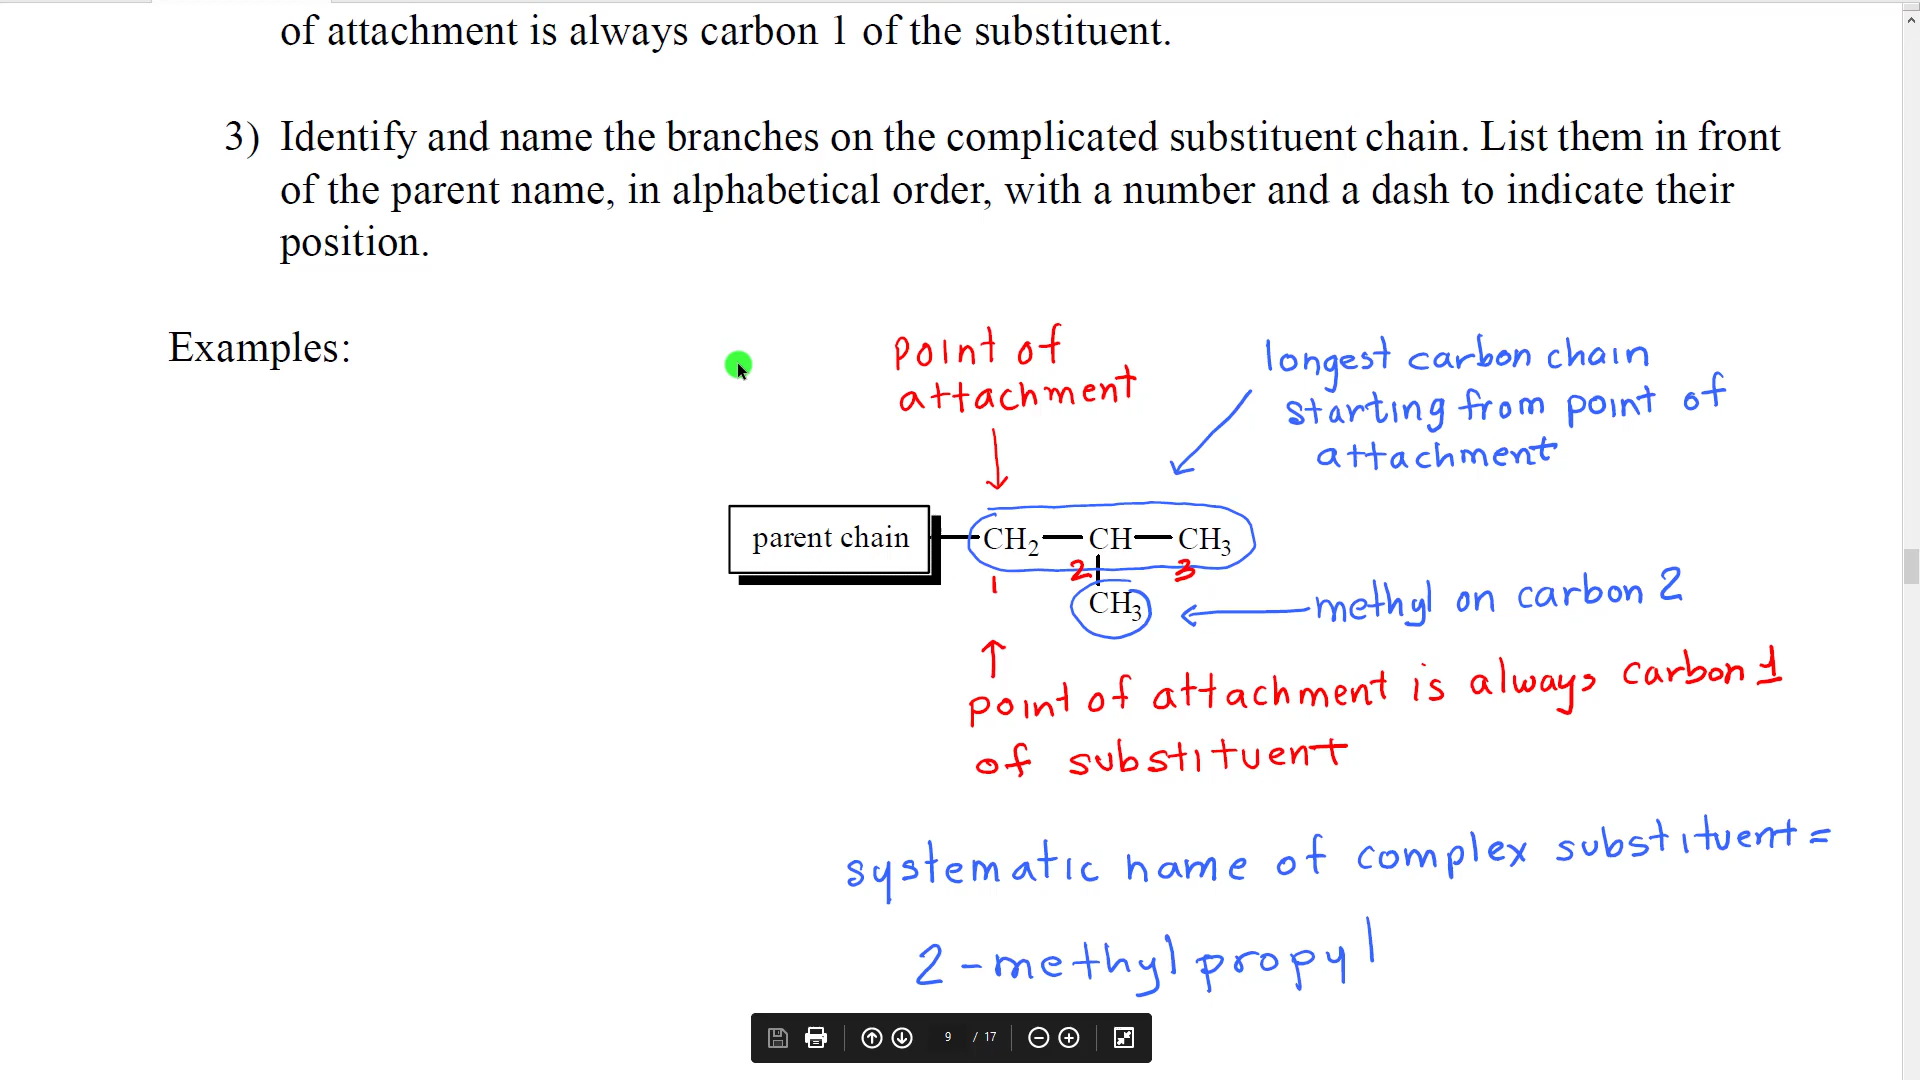 of attachment is always carbon 1 of the substituent.
3) Identify and name the branches on the complicated substituent chain. List them in front
of the parent name, in alphabetical order, with a number and a dash to indicate their
position.
Examples:
point of
attachment
longest carbon chain
starting from point of
attachment
parent chain CH₂ CH CH₃
1 2 3
CH₃
methyl on carbon 2
point of attachment is always carbon 1
of substituent
systematic name of complex substituent =
2-methylpropyl
9 / 17